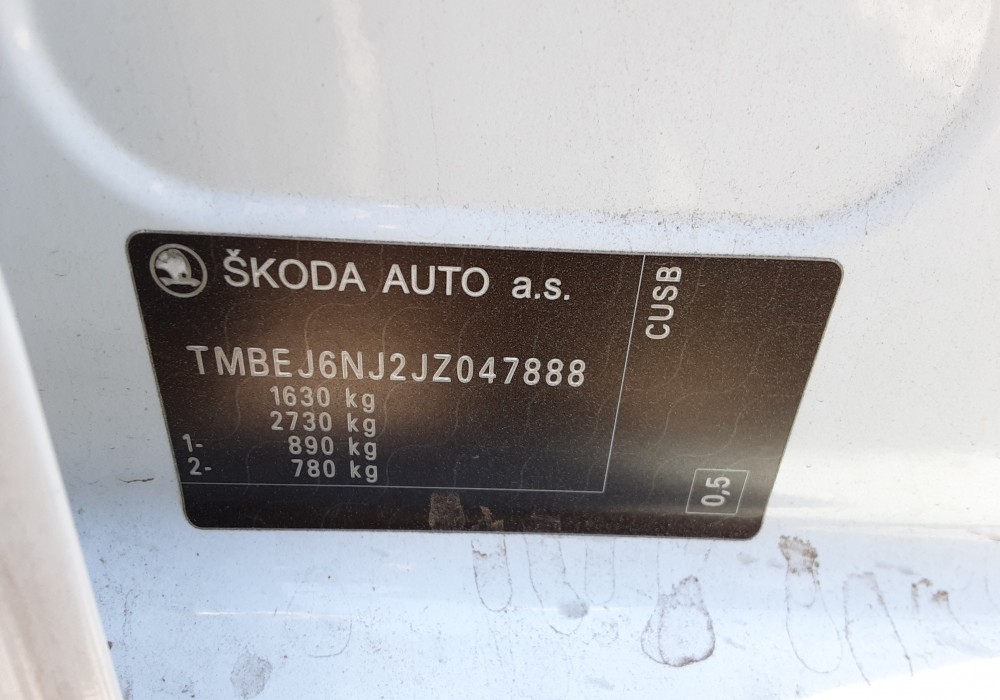 ŠKODA AUTO a.s.
CUSB
TMBEJ6NJ2JZ047888
1630 kg
2730 kg
1- 890 kg
2- 780 kg
0,5